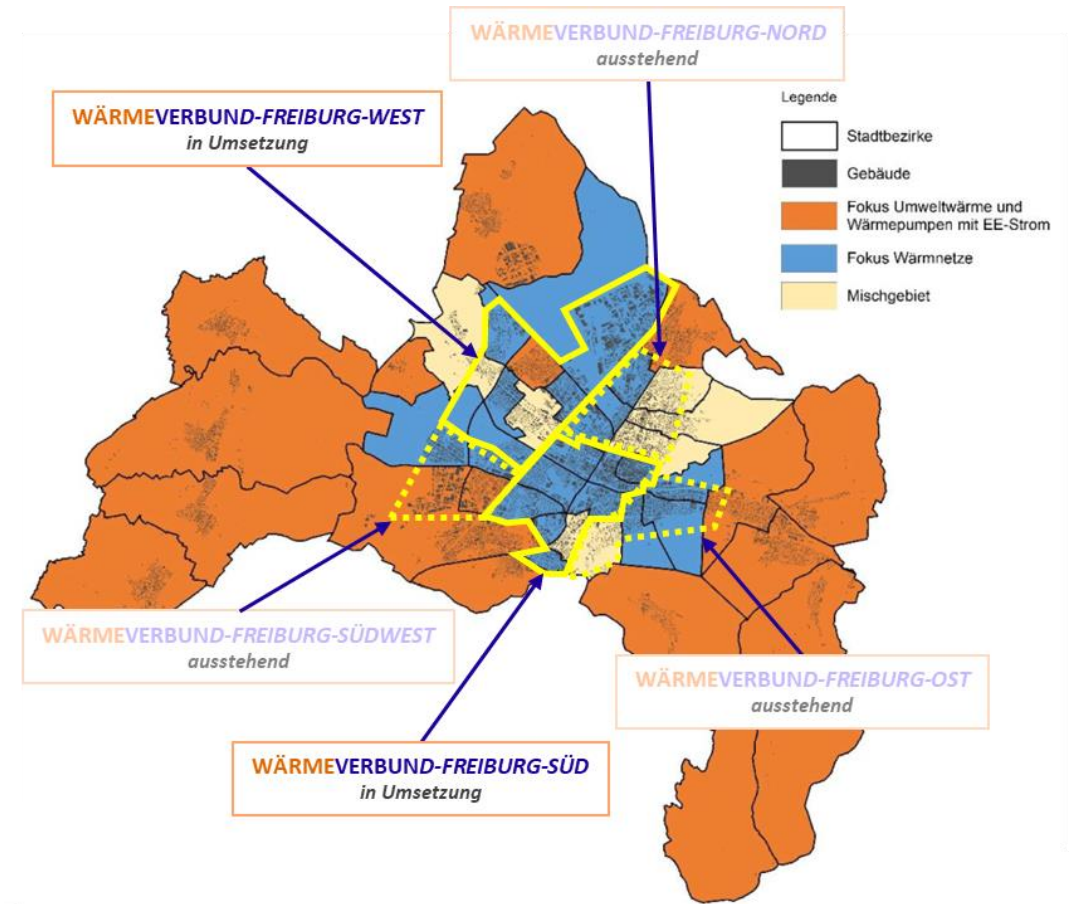 WÄRMEVERBUND-FREIBURG-NORD
ausstehend
WÄRMEVERBUND-FREIBURG-WEST
in Umsetzung
Legende
Stadtbezirke
Gebäude
Fokus Umweltwärme und
Wärmepumpen mit EE-Strom
Fokus Wärmnetze
Mischgebiet
WÄRMEVERBUND-FREIBURG-SÜDWEST
ausstehend
WÄRMEVERBUND-FREIBURG-OST
ausstehend
WÄRMEVERBUND-FREIBURG-SÜD
in Umsetzung